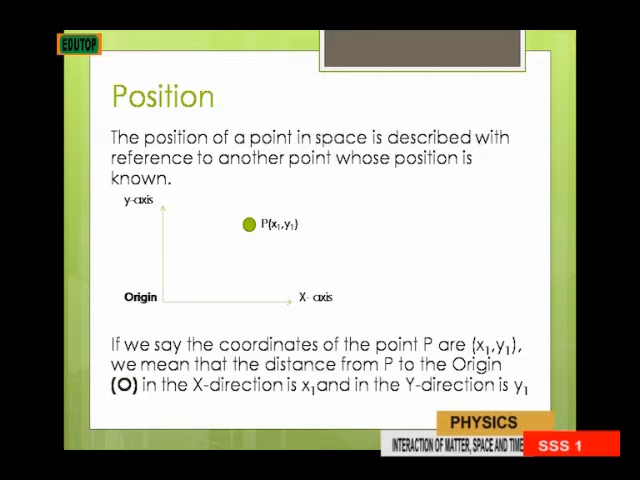 EDUTOP
Position
The position of a point in space is described with
reference to another point whose position is
known.
y-axis
P(x₁,y₁)
Origin
X- axis
If we say the coordinates of the point P are (x₁,y₁),
we mean that the distance from P to the Origin
(O) in the X-direction is x₁and in the Y-direction is y₁
PHYSICS
INTERACTION OF MATTER, SPACE AND TIME
SSS 1